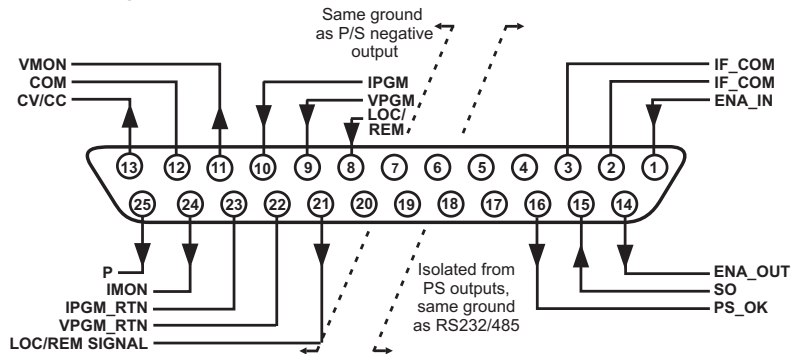 Same ground
as P/S negative
output
VMON
COM
CV/CC
IPGM
VPGM
LOC/
REM
IF_COM
IF_COM
ENA_IN
13 12 11 10 9 8 7 6 5 4 3 2 1
25 24 23 22 21 20 19 18 17 16 15 14
P
IMON
IPGM_RTN
VPGM_RTN
LOC/REM SIGNAL
Isolated from
PS outputs,
same ground
as RS232/485
ENA_OUT
SO
PS_OK